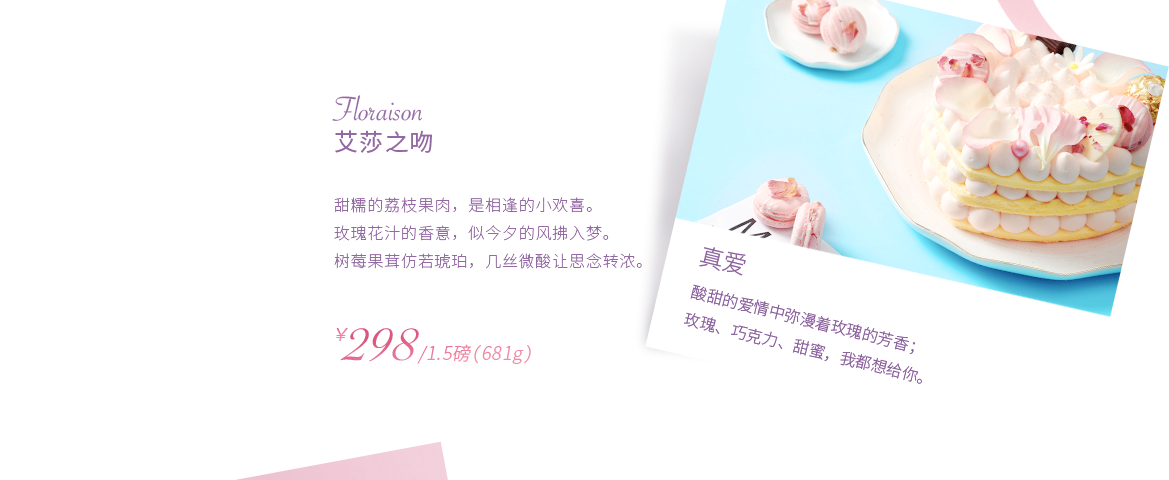 Floraison
艾莎之吻
甜糯的荔枝果肉，是相逢的小欢喜。
玫瑰花汁的香意，似今夕的风拂入梦。
树莓果茸仿若琥珀，几丝微酸让思念转浓。
¥298/1.5磅(681g)
真爱
酸甜的爱情中弥漫着玫瑰的芳香；
玫瑰、巧克力、甜蜜，我都想给你。